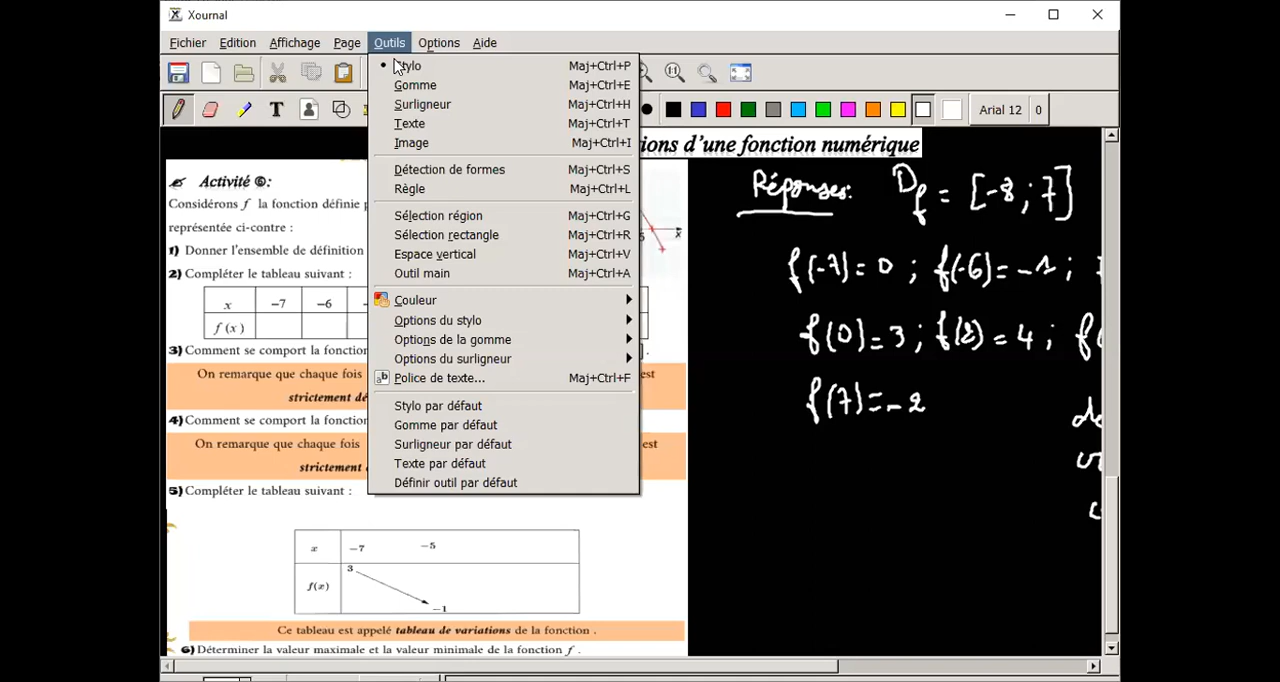 Xournal
Fichier Edition Affichage Page Outils Options Aide
Stylo Maj+Ctrl+P
Gomme Maj+Ctrl+E
Surligneur Maj+Ctrl+H
Texte Maj+Ctrl+T
Image Maj+Ctrl+I
Détection de formes Maj+Ctrl+S
Règle Maj+Ctrl+L
Sélection région Maj+Ctrl+G
Sélection rectangle Maj+Ctrl+R
Espace vertical Maj+Ctrl+V
Outil main Maj+Ctrl+A
Couleur
Options du stylo
Options de la gomme
Options du surligneur
Police de texte... Maj+Ctrl+F
Stylo par défaut
Gomme par défaut
Surligneur par défaut
Texte par défaut
Définir outil par défaut
T Arial 12 0
ions d'une fonction numérique
Activité ⑥:
Considérons f la fonction définie p
représentée ci-contre :
1) Donner l'ensemble de définition
2) Compléter le tableau suivant :
x −7 −6
f (x)
3) Comment se comport la fonction
On remarque que chaque fois est
strictement d
4) Comment se comport la fonction
On remarque que chaque fois est
strictement
5) Compléter le tableau suivant :
x −7 −5
f(x) 3 −1
Ce tableau est appelé tableau de variations de la fonction .
6) Déterminer la valeur maximale et la valeur minimale de la fonction f .
x
Réponses: Df = [-8 ; 7]
f(-7) = 0 ; f(-6) = -1 ;
f(0) = 3 ; f(2) = 4 ; f(
f(7) = -2